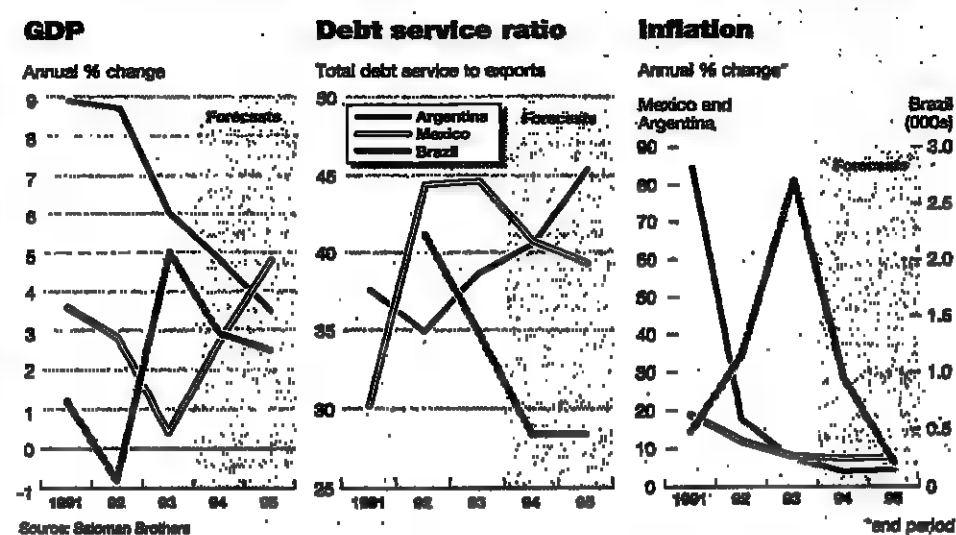 GDP
Annual % change
9
8
7
6
5
4
3
2
1
0
-1
1991 92 93 94 95
Forecasts
Source: Saloman Brothers
Debt service ratio
Total debt service to exports
50
45
40
35
30
25
Argentina
Mexico
Brazil
Forecasts
1991 92 93 94 95
Inflation
Annual % change*
Mexico and
Argentina
Brazil
(000s)
90
80
70
60
50
40
30
20
10
0
Forecasts
3.0
2.5
2.0
1.5
1.0
0.5
0
1991 92 93 94 95
*end period